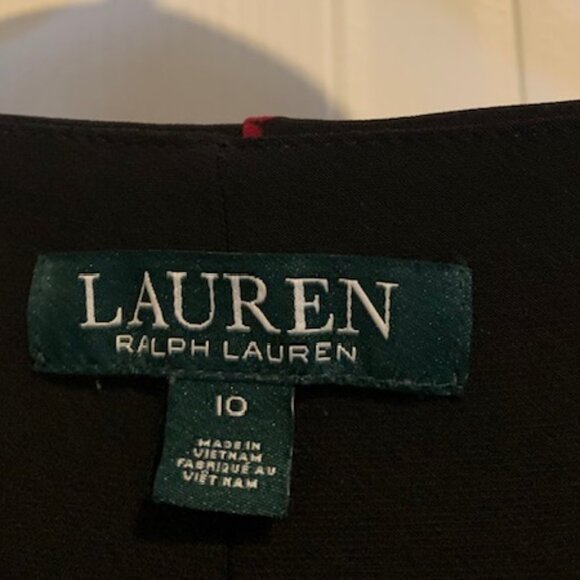 LAUREN
RALPH LAUREN
10
MADE IN
VIETNAM
FABRIQUÉ AU
VIÊT NAM